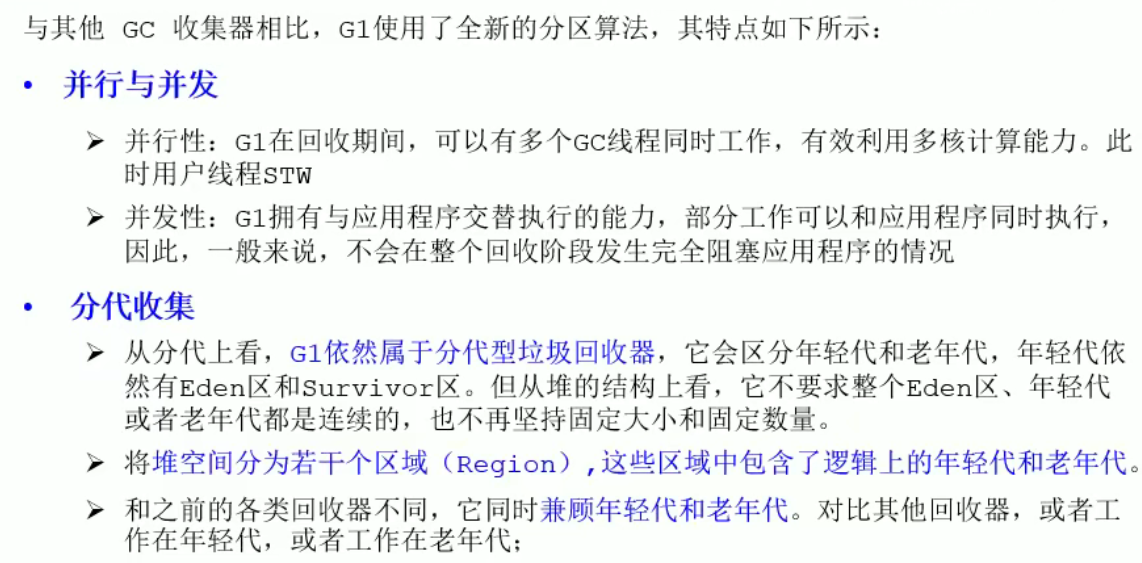 与其他 GC 收集器相比，G1使用了全新的分区算法，其特点如下所示：
• 并行与并发
➢ 并行性：G1在回收期间，可以有多个GC线程同时工作，有效利用多核计算能力。此
时用户线程STW
➢ 并发性：G1拥有与应用程序交替执行的能力，部分工作可以和应用程序同时执行，
因此，一般来说，不会在整个回收阶段发生完全阻塞应用程序的情况
• 分代收集
➢ 从分代上看，G1依然属于分代型垃圾回收器，它会区分年轻代和老年代，年轻代依
然有Eden区和Survivor区。但从堆的结构上看，它不要求整个Eden区、年轻代
或者老年代都是连续的，也不再坚持固定大小和固定数量。
➢ 将堆空间分为若干个区域（Region）,这些区域中包含了逻辑上的年轻代和老年代。
➢ 和之前的各类回收器不同，它同时兼顾年轻代和老年代。对比其他回收器，或者工
作在年轻代，或者工作在老年代；